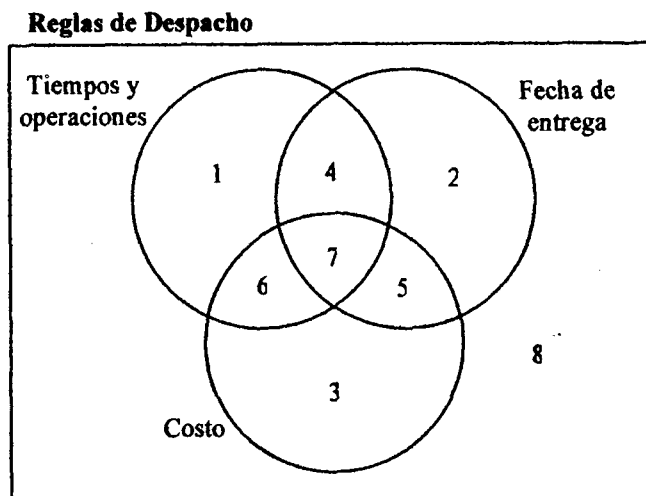 Reglas de Despacho
Tiempos y
operaciones
Fecha de
entrega
1
4
2
7
6
5
8
3
Costo